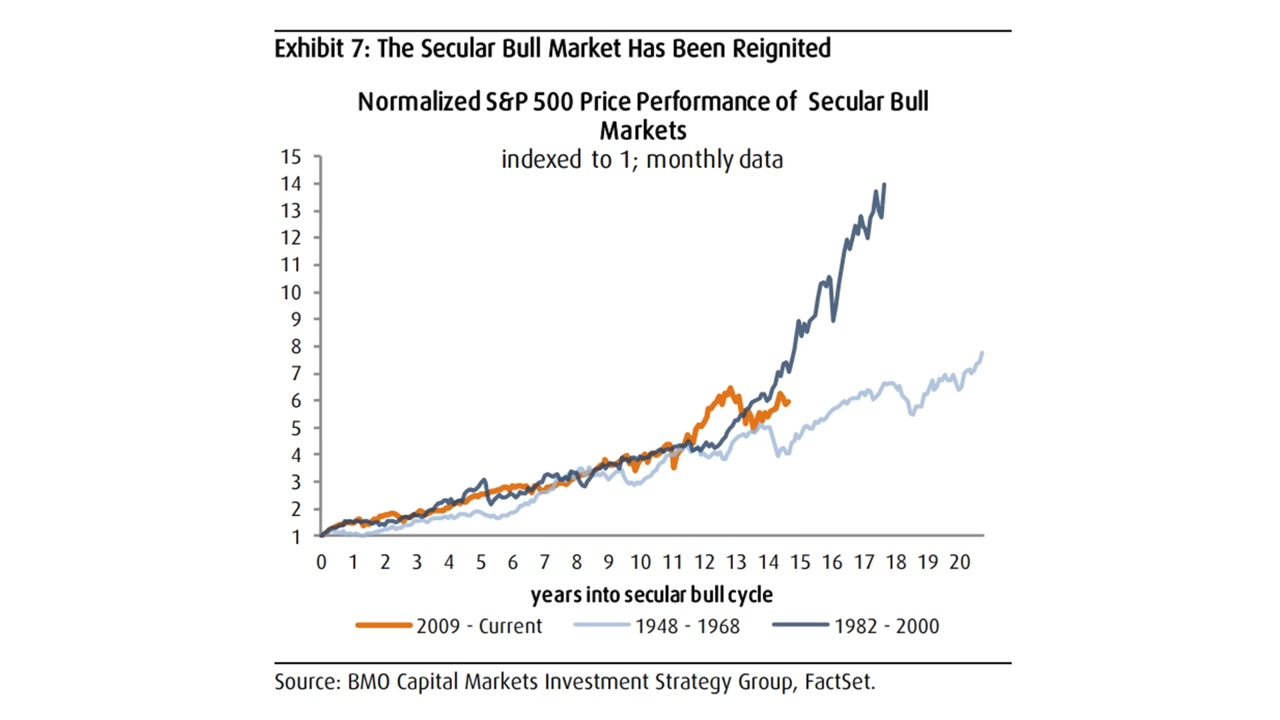 Exhibit 7: The Secular Bull Market Has Been Reignited
Normalized S&P 500 Price Performance of Secular Bull
Markets
indexed to 1; monthly data
15
14
13
12
11
10
9
8
7
6
5
4
3
2
1
0 1 2 3 4 5 6 7 8 9 10 11 12 13 14 15 16 17 18 19 20
years into secular bull cycle
2009 - Current 1948 - 1968 1982 - 2000
Source: BMO Capital Markets Investment Strategy Group, FactSet.